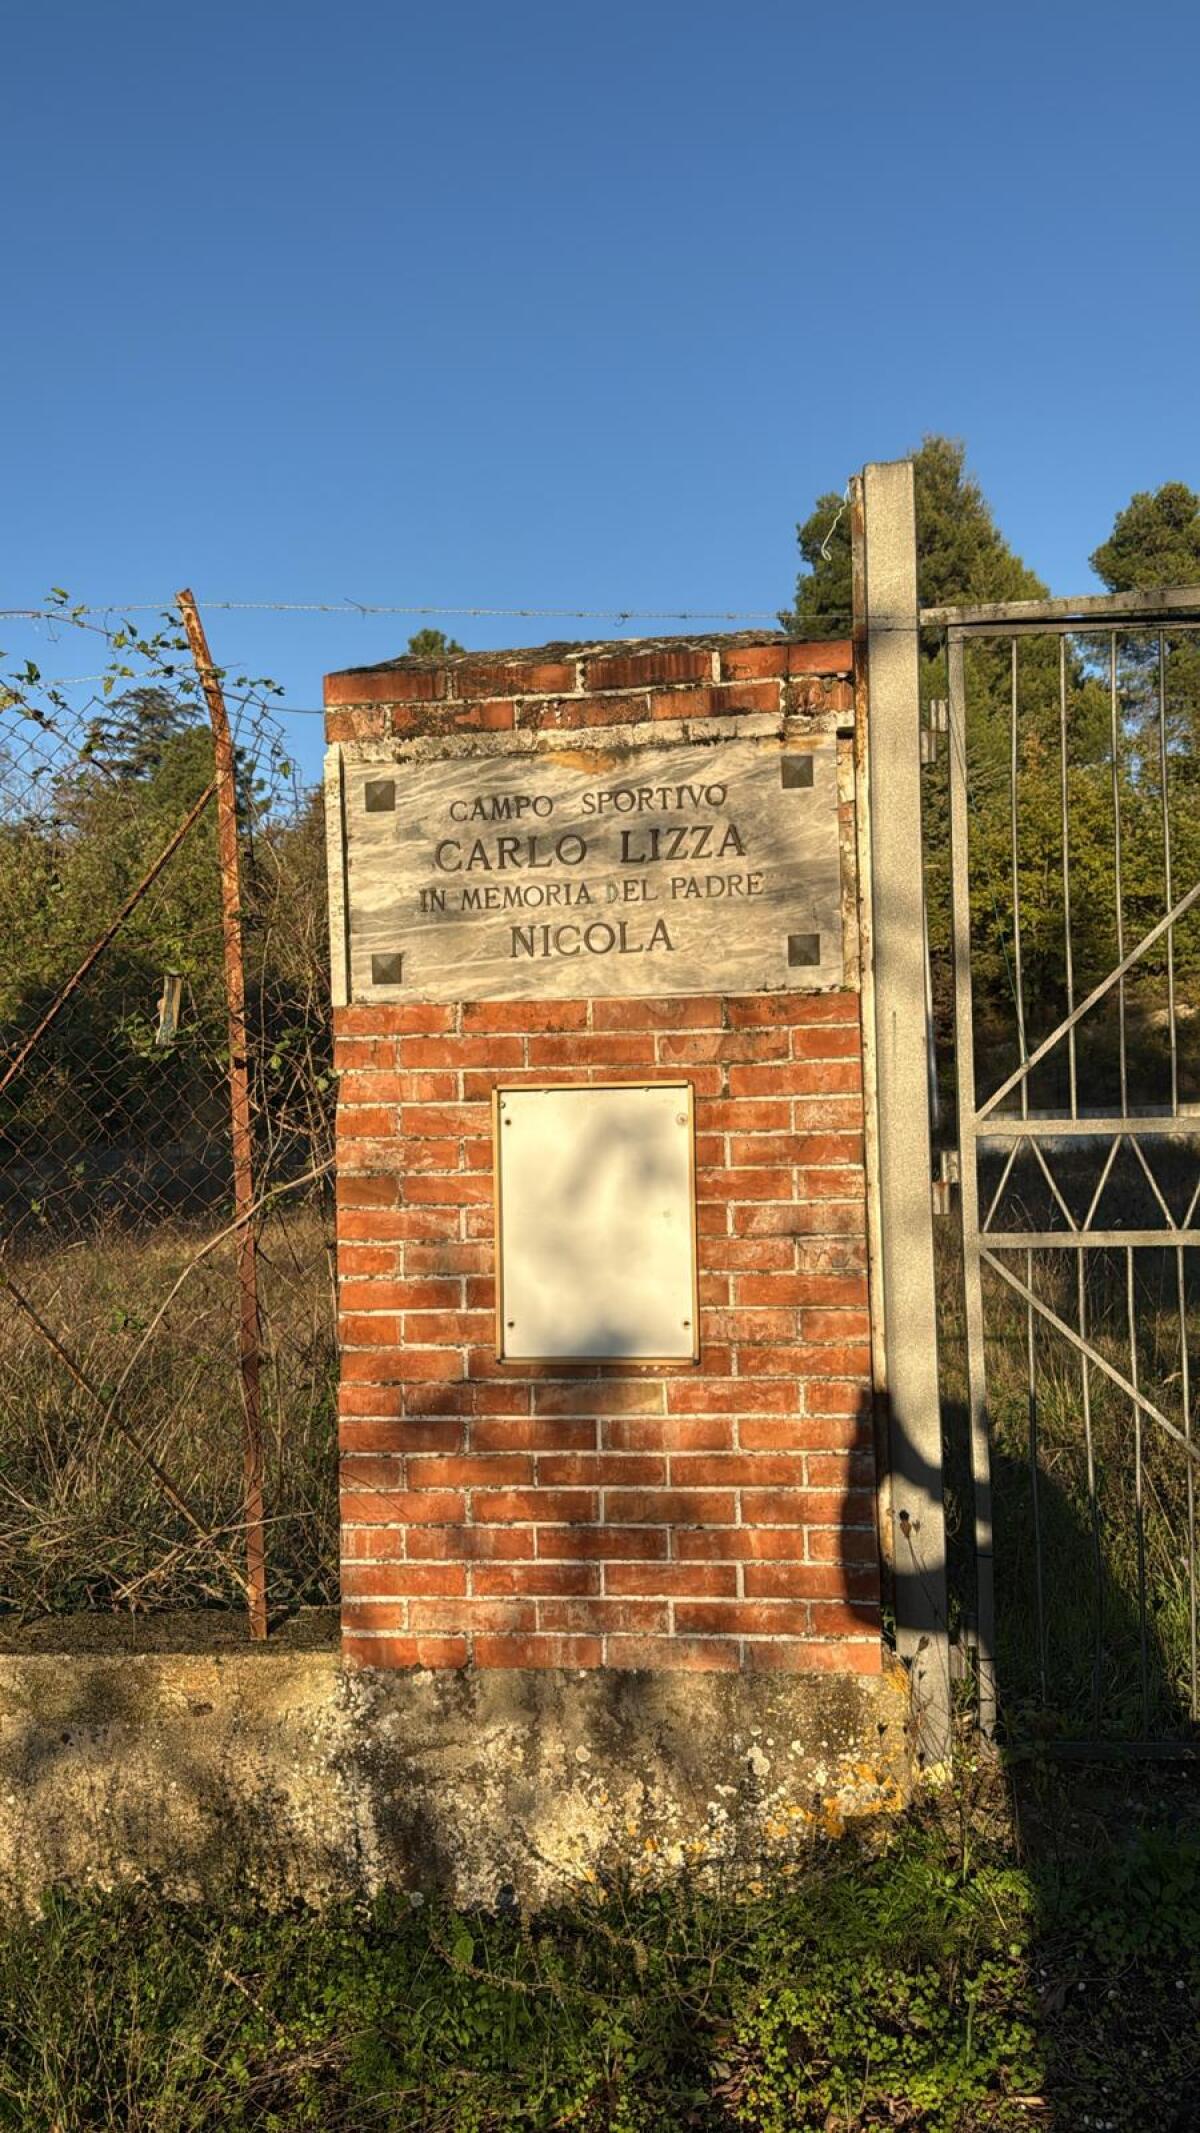 CAMPO SPORTIVO
CARLO LIZZA
IN MEMORIA DEL PADRE
NICOLA